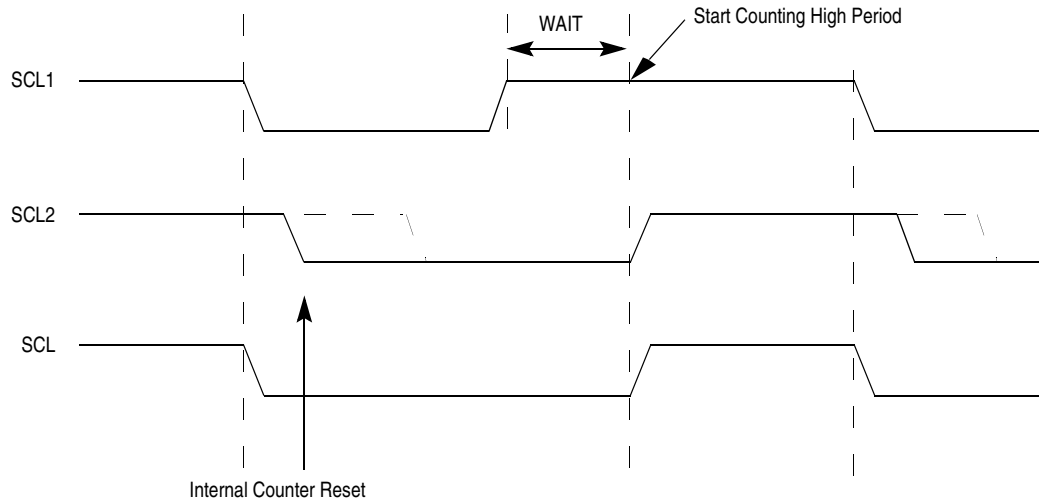 Start Counting High Period
WAIT
SCL1
SCL2
SCL
Internal Counter Reset